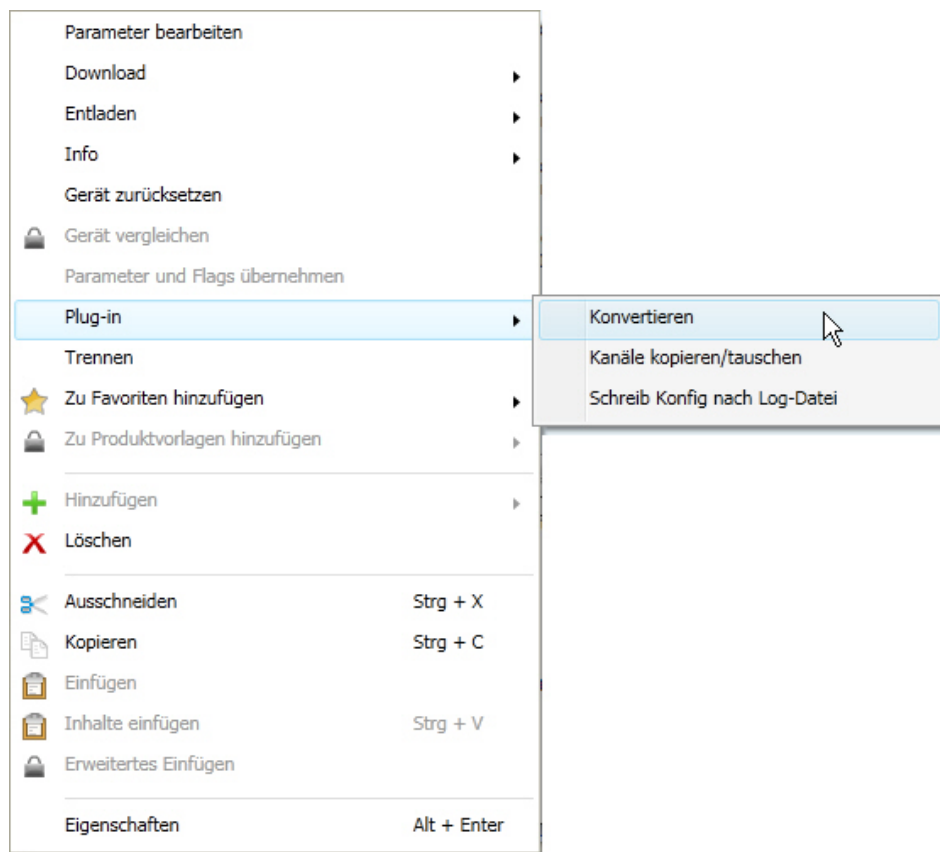 Parameter bearbeiten
Download
Entladen
Info
Gerät zurücksetzen
Gerät vergleichen
Parameter und Flags übernehmen
Plug-in
Konvertieren
Trennen
Kanäle kopieren/tauschen
Zu Favoriten hinzufügen
Schreib Konfig nach Log-Datei
Zu Produktvorlagen hinzufügen
Hinzufügen
Löschen
Ausschneiden Strg + X
Kopieren Strg + C
Einfügen
Inhalte einfügen Strg + V
Erweitertes Einfügen
Eigenschaften Alt + Enter